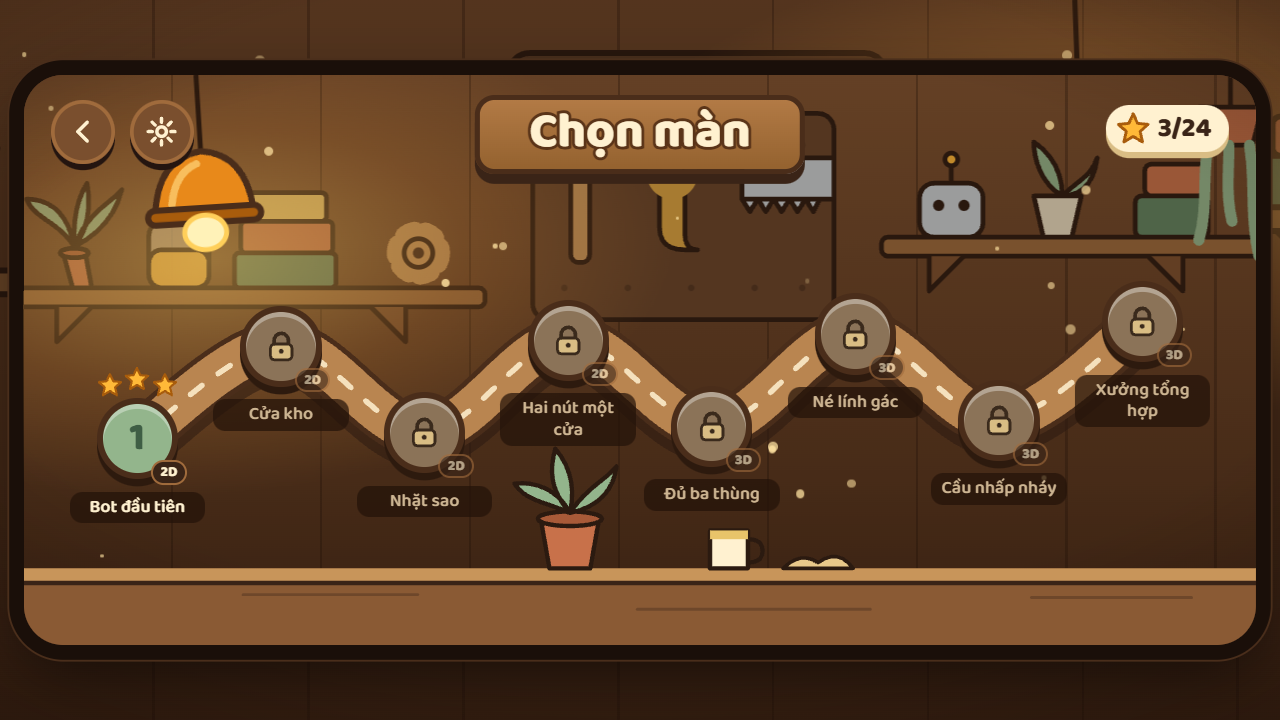 Chọn màn
3/24
1
2D
Bot đầu tiên
2D
Cửa kho
2D
Nhặt sao
2D
Hai nút một
cửa
3D
Đủ ba thùng
3D
Né lính gác
3D
Cầu nhấp nháy
3D
Xưởng tổng
hợp